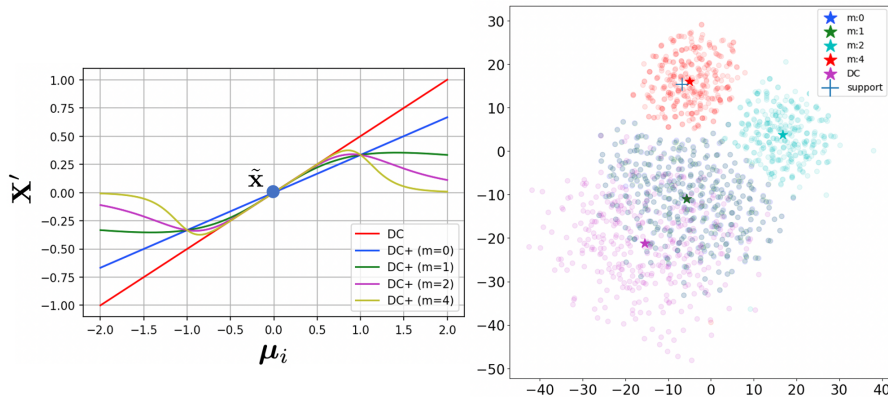 1.00
0.75
0.50
0.25
0.00
−0.25
−0.50
−0.75
−1.00
X′
X̃
DC
DC+ (m=0)
DC+ (m=1)
DC+ (m=2)
DC+ (m=4)
−2.0 −1.5 −1.0 −0.5 0.0 0.5 1.0 1.5 2.0
μi
30
20
10
0
−10
−20
−30
−40
−50
m:0
m:1
m:2
m:4
DC
support
−40 −30 −20 −10 0 10 20 30 40